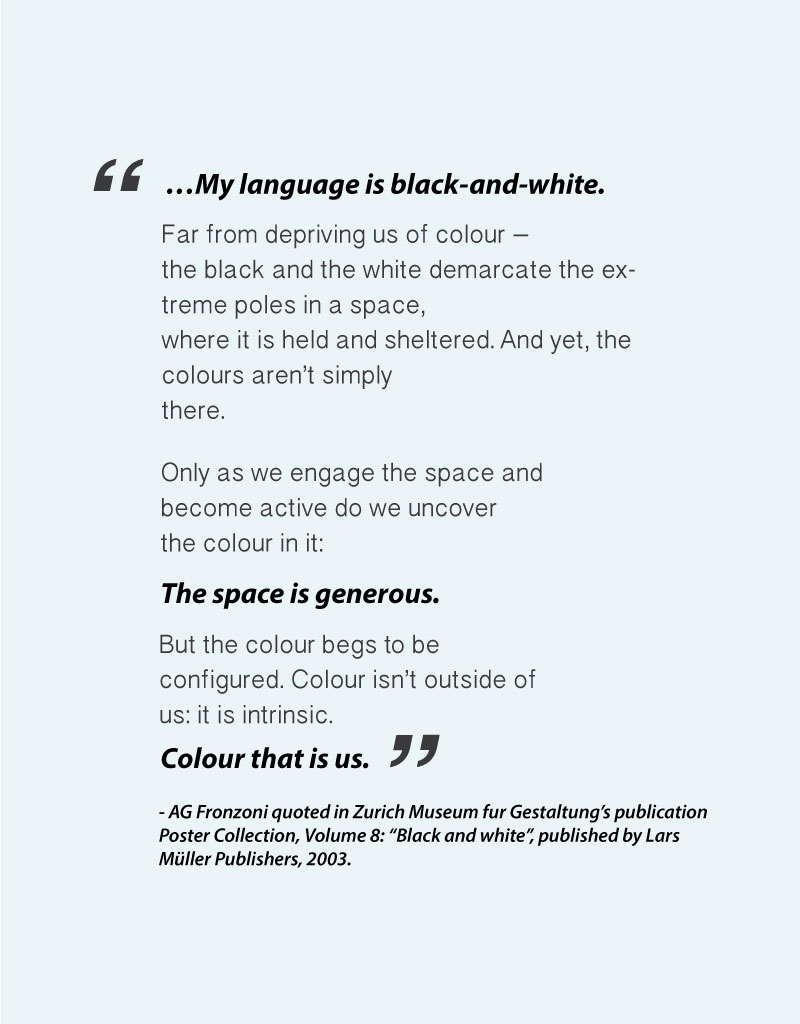 “ …My language is black-and-white.
Far from depriving us of colour –
the black and the white demarcate the ex-
treme poles in a space,
where it is held and sheltered. And yet, the
colours aren’t simply
there.
Only as we engage the space and
become active do we uncover
the colour in it:
The space is generous.
But the colour begs to be
configured. Colour isn’t outside of
us: it is intrinsic.
Colour that is us. ”
- AG Fronzoni quoted in Zurich Museum fur Gestaltung’s publication
Poster Collection, Volume 8: “Black and white”, published by Lars
Müller Publishers, 2003.